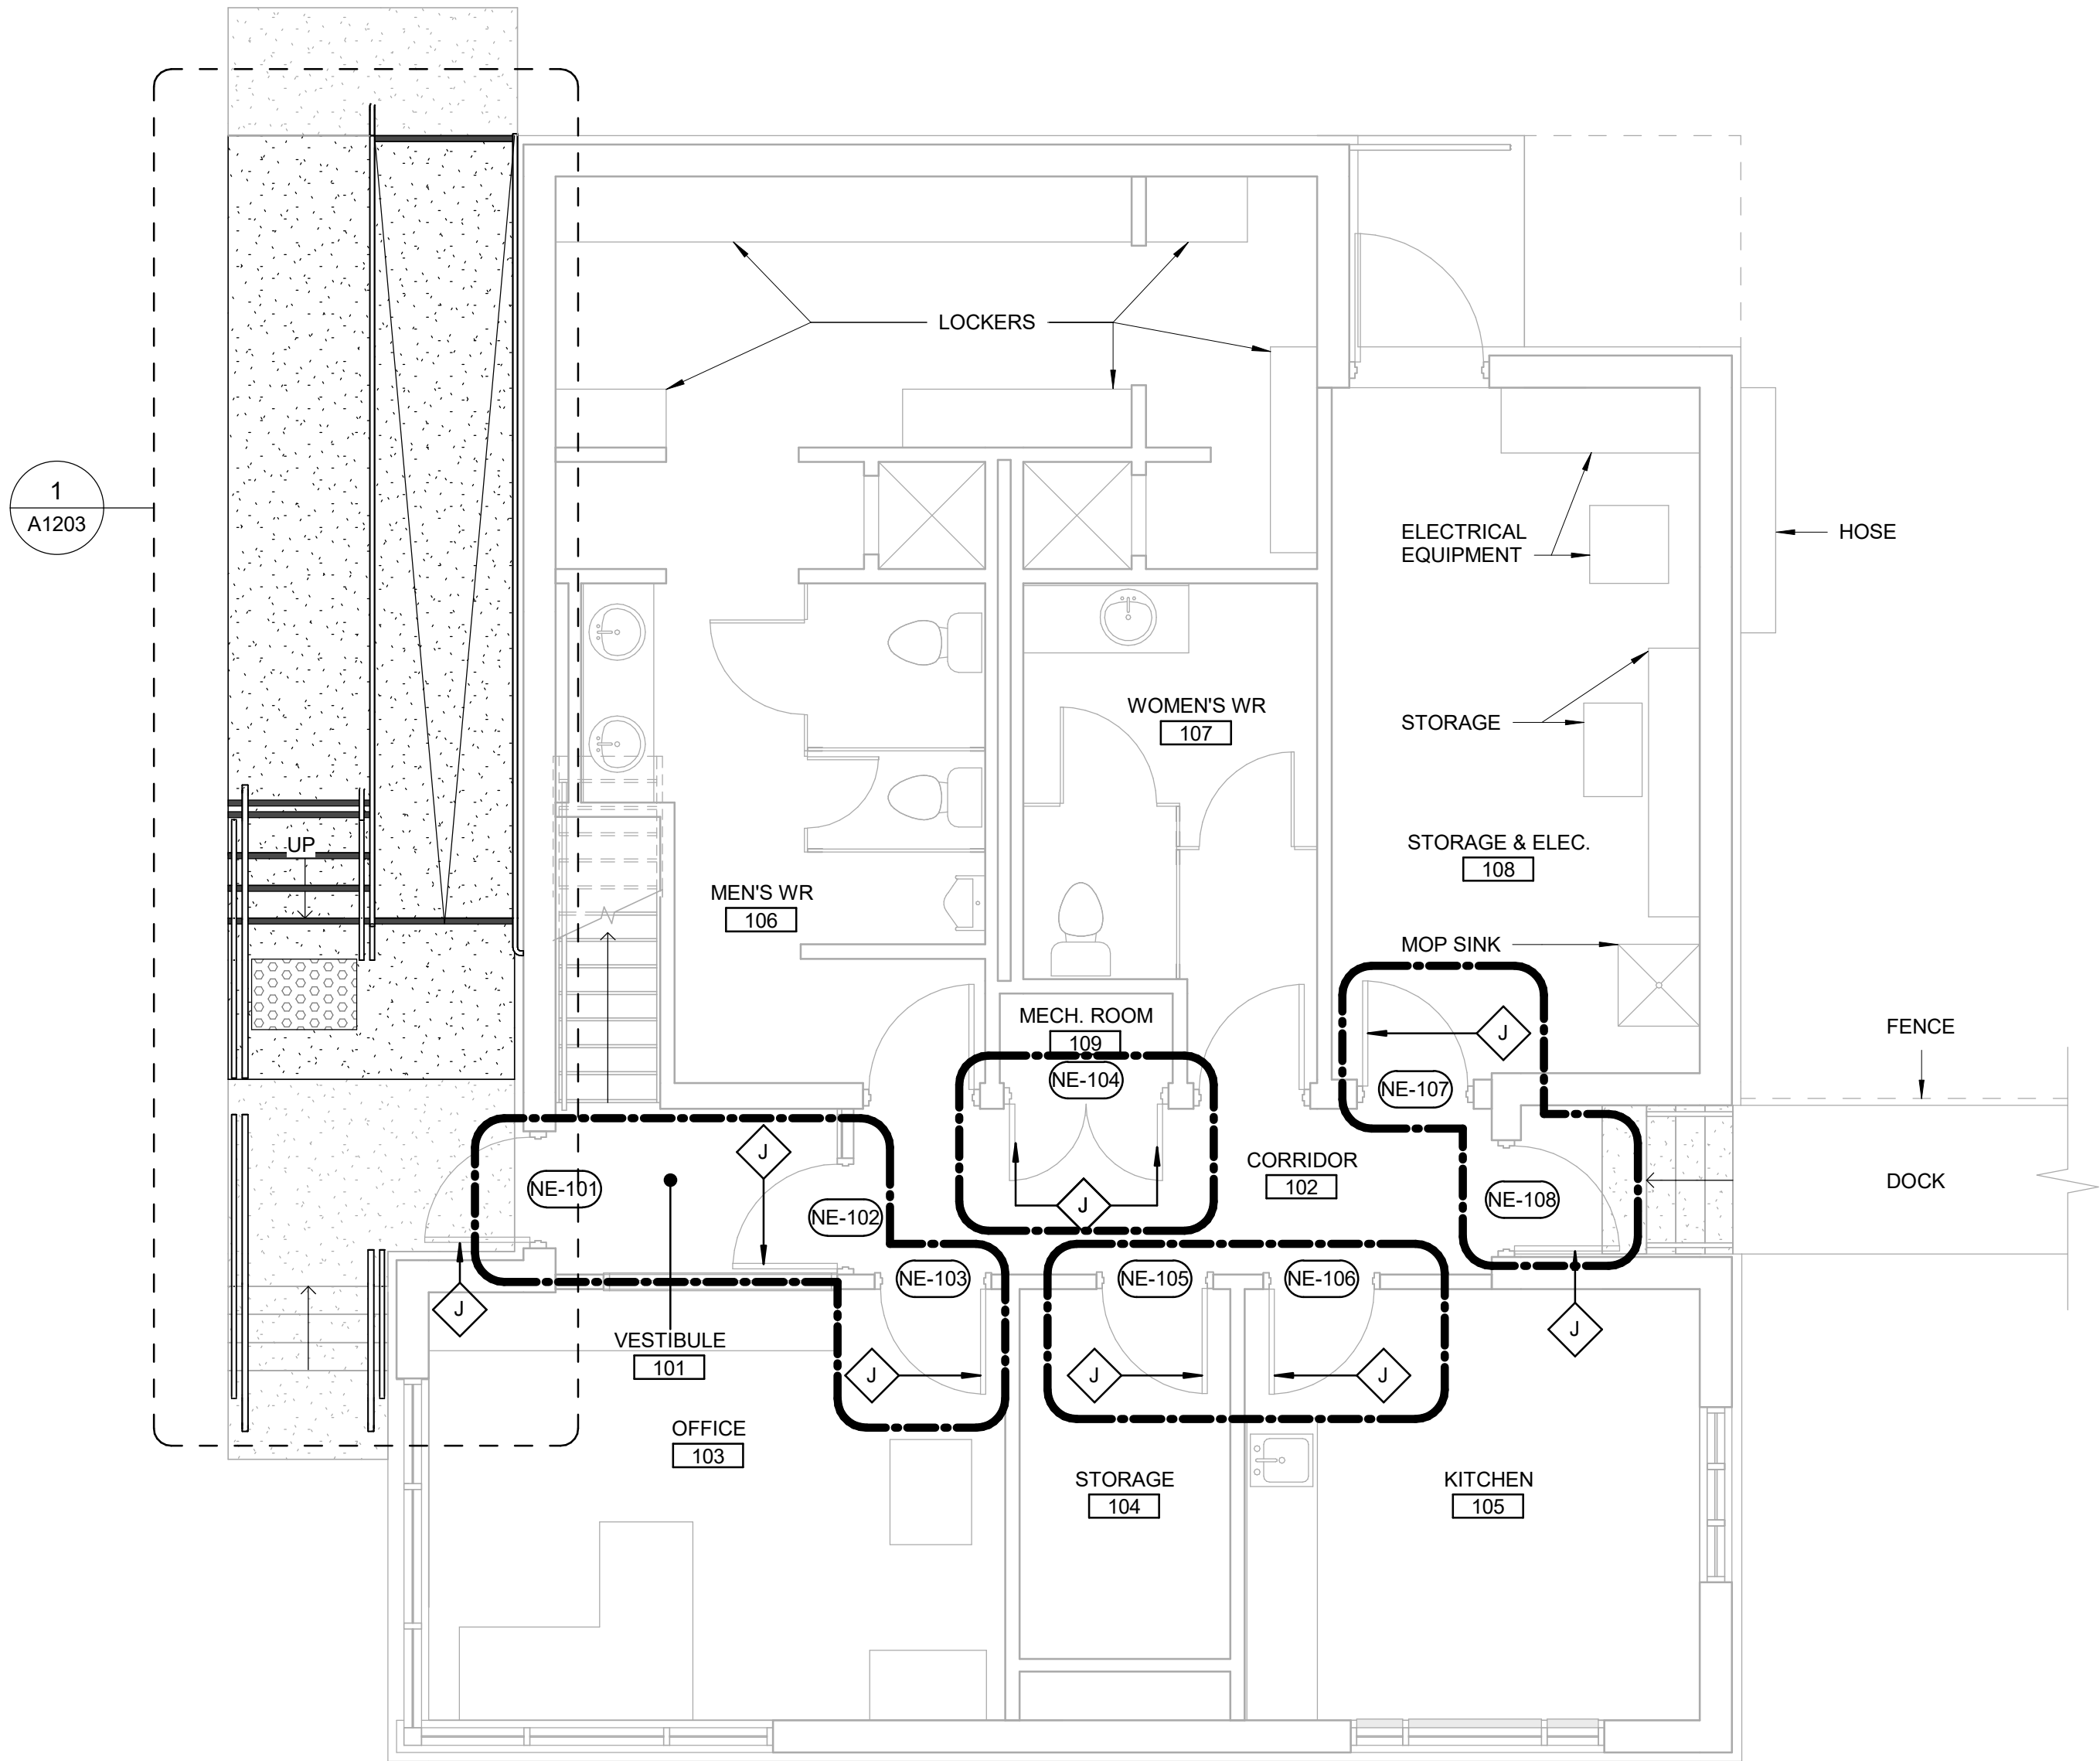 LOCKERS
1
A1203
ELECTRICAL
EQUIPMENT
HOSE
WOMEN'S WR
107
STORAGE
UP
STORAGE & ELEC.
108
MEN'S WR
106
MOP SINK
MECH. ROOM
109
FENCE
J
NE-104
NE-107
J
CORRIDOR
102
NE-101
NE-102
J
NE-108
DOCK
NE-103
NE-105
NE-106
J
J
VESTIBULE
101
J
J
J
OFFICE
103
STORAGE
104
KITCHEN
105